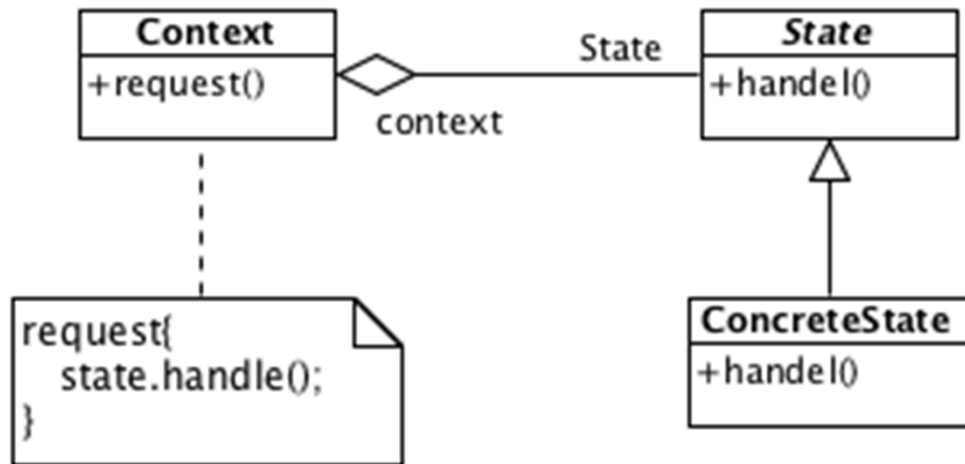 Context
+request()
State
context
State
+handel()
request{
state.handle();
}
ConcreteState
+handel()